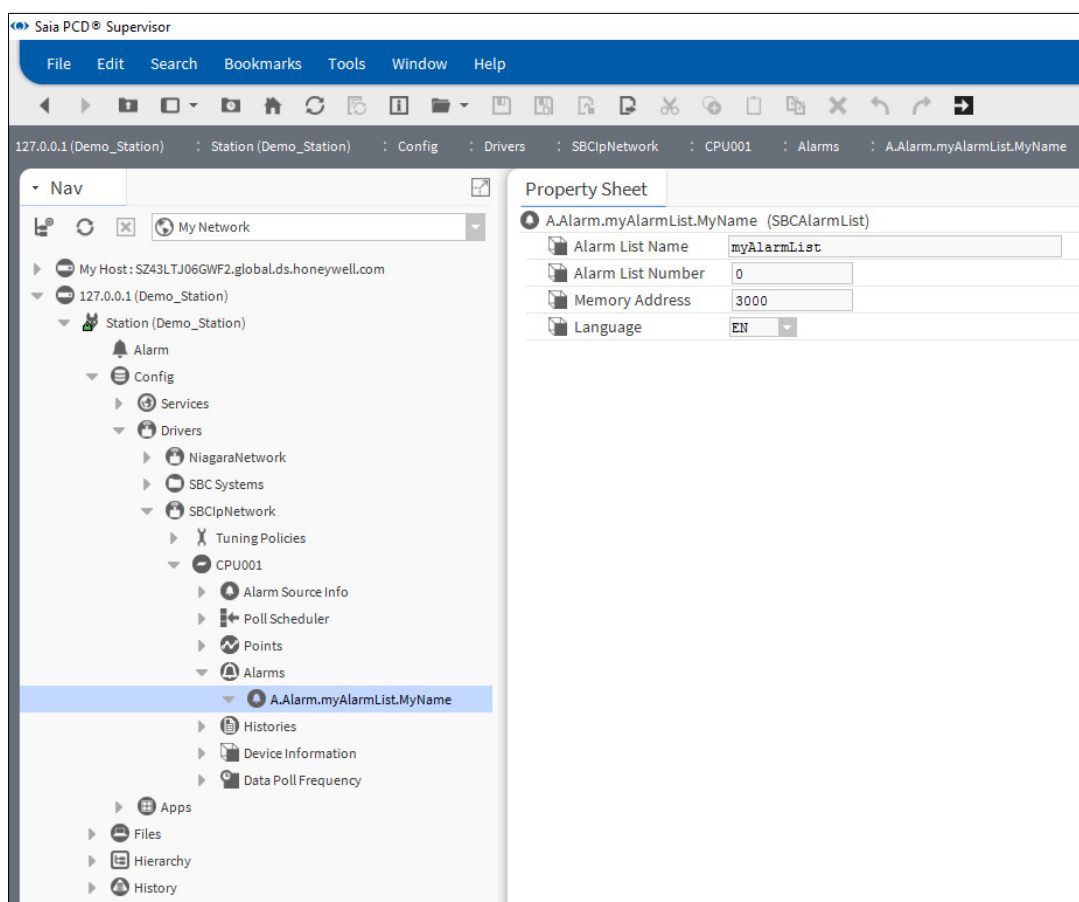 Saia PCD® Supervisor
File Edit Search Bookmarks Tools Window Help
127.0.0.1 (Demo_Station) : Station (Demo_Station) : Config : Drivers : SBCIpNetwork : CPU001 : Alarms : A.Alarm.myAlarmList.MyName
Nav
My Network
My Host : SZ43LTJ06GWF2.global.ds.honeywell.com
127.0.0.1 (Demo_Station)
Station (Demo_Station)
Alarm
Config
Services
Drivers
NiagaraNetwork
SBC Systems
SBCIpNetwork
Tuning Policies
CPU001
Alarm Source Info
Poll Scheduler
Points
Alarms
A.Alarm.myAlarmList.MyName
Histories
Device Information
Data Poll Frequency
Apps
Files
Hierarchy
History
Property Sheet
A.Alarm.myAlarmList.MyName (SBCAlarmList)
Alarm List Name myAlarmList
Alarm List Number 0
Memory Address 3000
Language EN